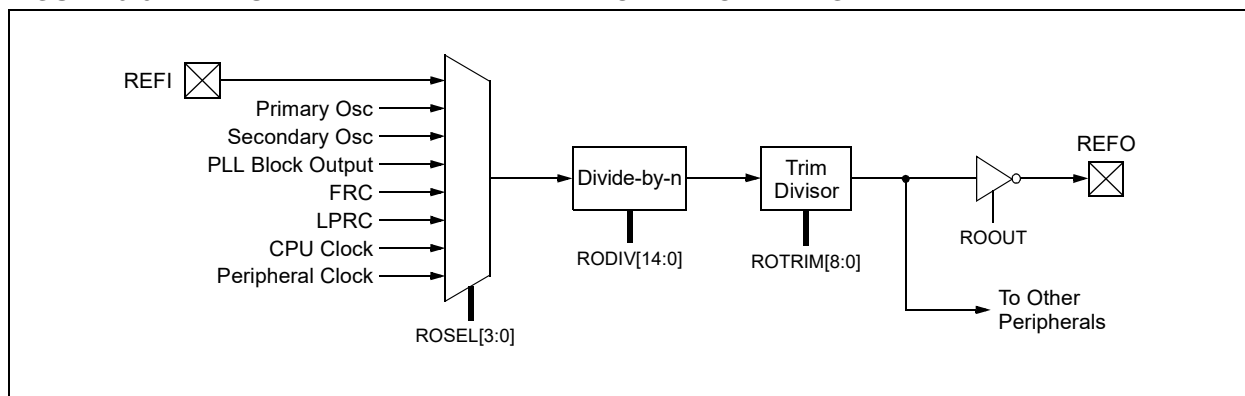 REFI
Primary Osc
Secondary Osc
PLL Block Output
FRC
LPRC
CPU Clock
Peripheral Clock
ROSEL[3:0]
Divide-by-n
RODIV[14:0]
Trim
Divisor
ROTRIM[8:0]
REFO
ROOUT
To Other
Peripherals